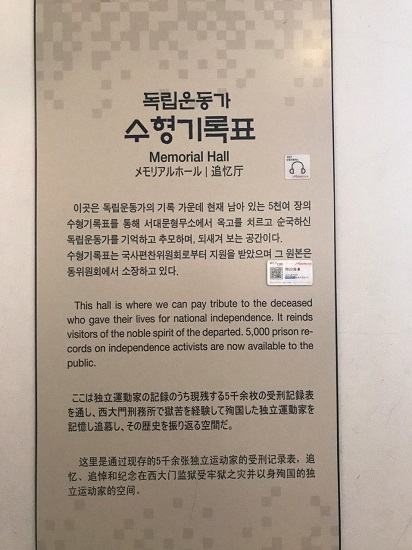 독립운동가
수형기록표
Memorial Hall
メモリアルホール | 追忆厅
이곳은 독립운동가의 기록 가운데 현재 남아 있는 5천여 장의
수형기록표를 통해 서대문형무소에서 옥고를 치르고 순국하신
독립운동가를 기억하고 추모하며, 되새겨 보는 공간이다.
수형기록표는 국사편찬위원회로부터 지원을 받았으며 그 원본은
동위원회에서 소장하고 있다.
This hall is where we can pay tribute to the deceased
who gave their lives for national independence. It reinds
visitors of the noble spirit of the departed. 5,000 prison re-
cords on independence activists are now available to the
public.
ここは独立運動家の記録のうち現残する5千余枚の受刑記録表
を通し、西大門刑務所で獄苦を経験して殉国した独立運動家を
記憶し追慕し、その歴史を振り返る空間だ。
这里是通过现存的5千余张独立运动家的受刑记录表，追
忆、追悼和纪念在西大门监狱受牢狱之灾并以身殉国的独
立运动家的空间。